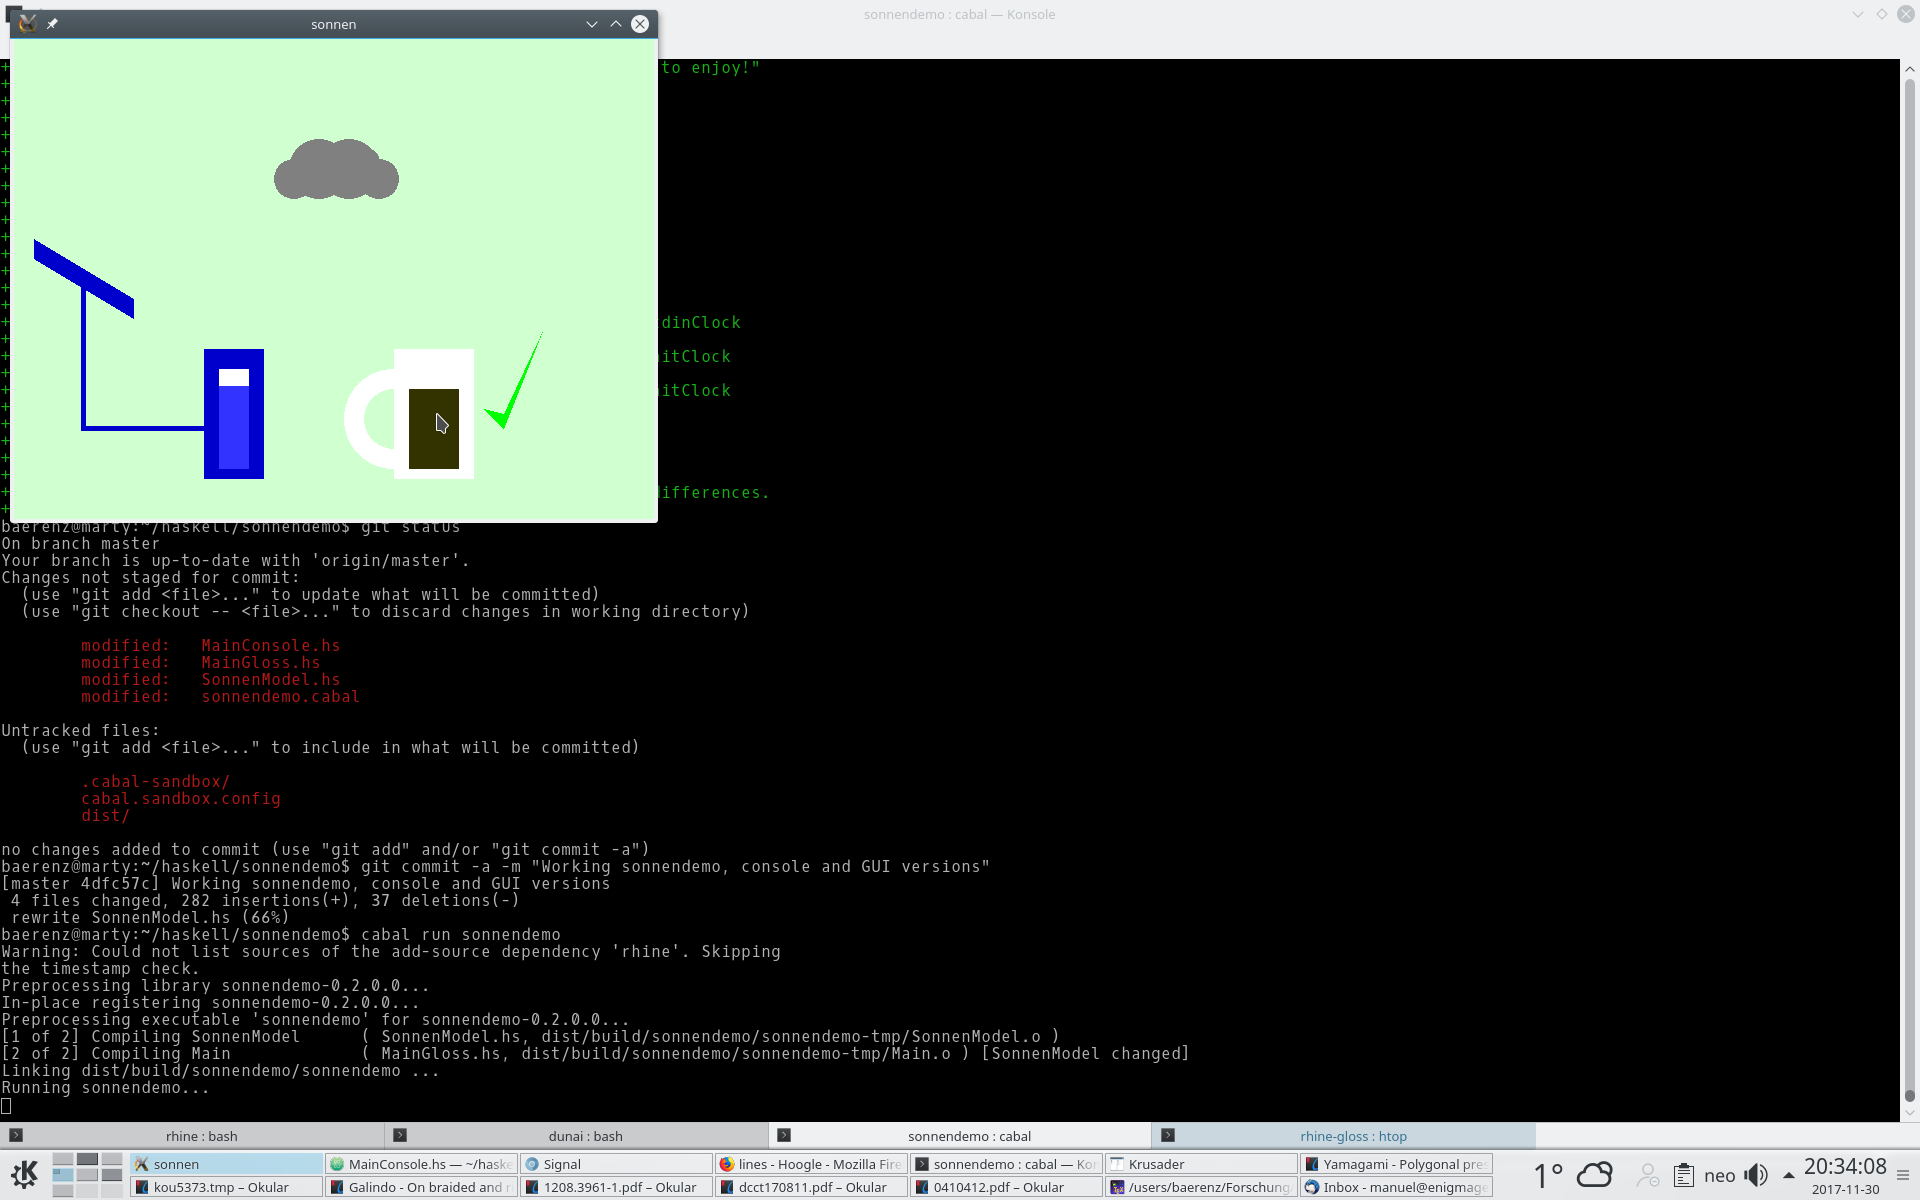 sonnen
sonnendemo : cabal — Konsole
to enjoy!"
dinClock
itClock
itClock
ifferences.
baerenz@marty:~/haskell/sonnendemo$ git status
On branch master
Your branch is up-to-date with 'origin/master'.
Changes not staged for commit:
  (use "git add <file>..." to update what will be committed)
  (use "git checkout -- <file>..." to discard changes in working directory)
        modified:   MainConsole.hs
        modified:   MainGloss.hs
        modified:   SonnenModel.hs
        modified:   sonnendemo.cabal
Untracked files:
  (use "git add <file>..." to include in what will be committed)
        .cabal-sandbox/
        cabal.sandbox.config
        dist/
no changes added to commit (use "git add" and/or "git commit -a")
baerenz@marty:~/haskell/sonnendemo$ git commit -a -m "Working sonnendemo, console and GUI versions"
[master 4dfc57c] Working sonnendemo, console and GUI versions
 4 files changed, 282 insertions(+), 37 deletions(-)
 rewrite SonnenModel.hs (66%)
baerenz@marty:~/haskell/sonnendemo$ cabal run sonnendemo
Warning: Could not list sources of the add-source dependency 'rhine'. Skipping
the timestamp check.
Preprocessing library sonnendemo-0.2.0.0...
In-place registering sonnendemo-0.2.0.0...
Preprocessing executable 'sonnendemo' for sonnendemo-0.2.0.0...
[1 of 2] Compiling SonnenModel      ( SonnenModel.hs, dist/build/sonnendemo/sonnendemo-tmp/SonnenModel.o )
[2 of 2] Compiling Main             ( MainGloss.hs, dist/build/sonnendemo/sonnendemo-tmp/Main.o ) [SonnenModel changed]
Linking dist/build/sonnendemo/sonnendemo ...
Running sonnendemo...
rhine : bash
dunai : bash
sonnendemo : cabal
rhine-gloss : htop
sonnen
MainConsole.hs — ~/haske
Signal
lines - Hoogle - Mozilla Fire
sonnendemo : cabal — Kon
Krusader
Yamagami - Polygonal pres
kou5373.tmp – Okular
Galindo - On braided and r
1208.3961-1.pdf – Okular
dcct170811.pdf – Okular
0410412.pdf – Okular
/users/baerenz/Forschung
Inbox - manuel@enigmage
1°
neo
20:34:08
2017-11-30